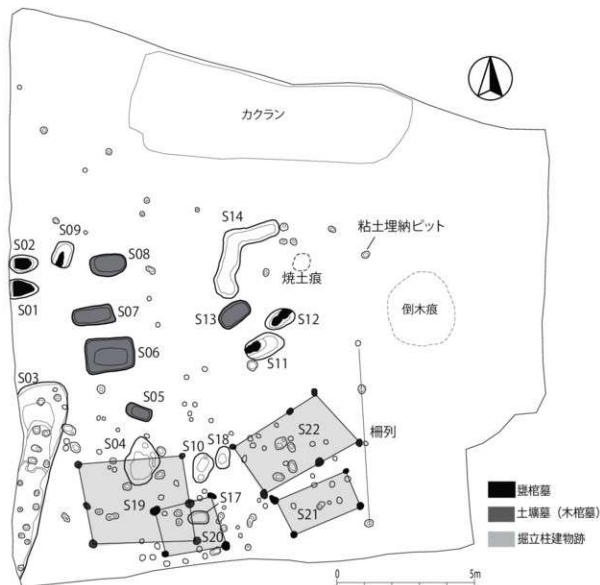 カクラン
S14
粘土埋納ピット
S09
S02
S08
焼土痕
倒木痕
S01
S07
S13
S12
S06
S11
S03
S05
S04
S10
S18
S22
柵列
S19
S17
S21
S20
甕棺墓
土壙墓（木棺墓）
掘立柱建物跡
0
5m